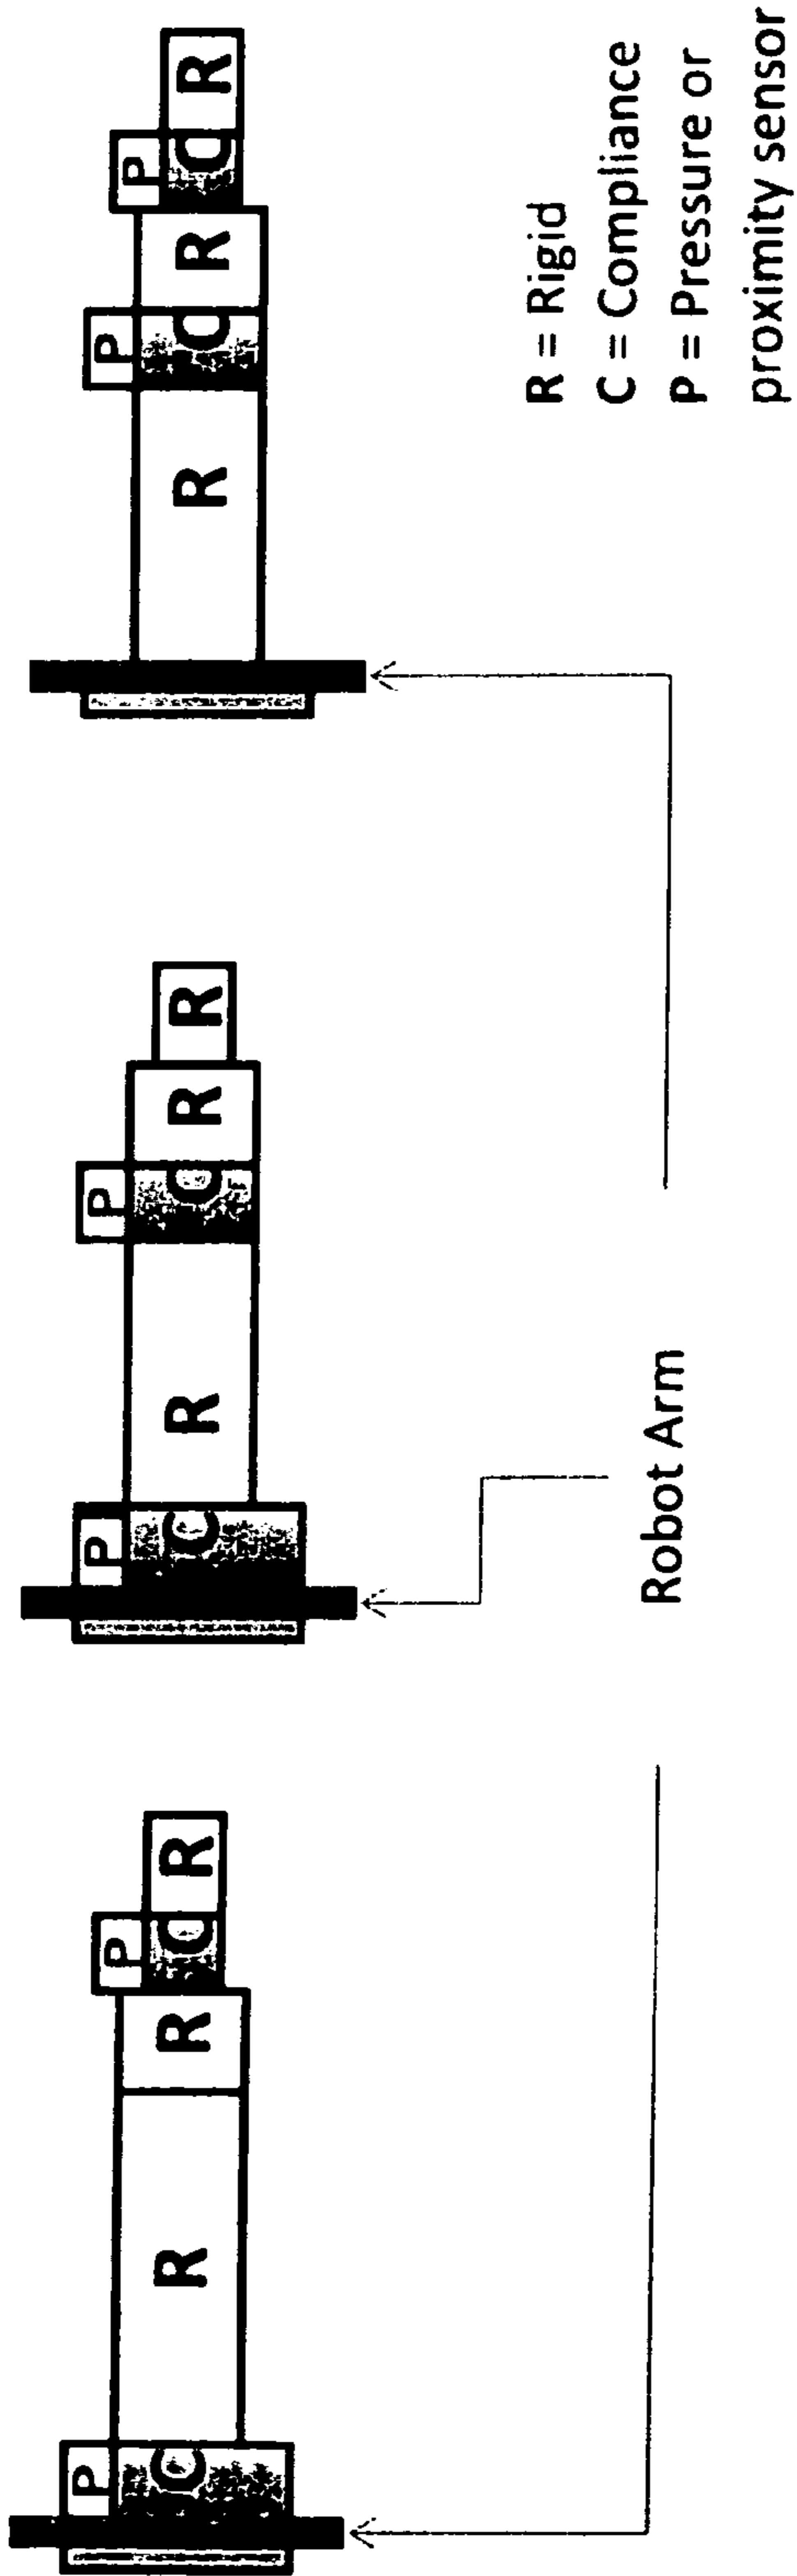 P P
C R R C R
P P
C R C R R
P P
R C R C R
Robot Arm
R = Rigid
C = Compliance
P = Pressure or
proximity sensor